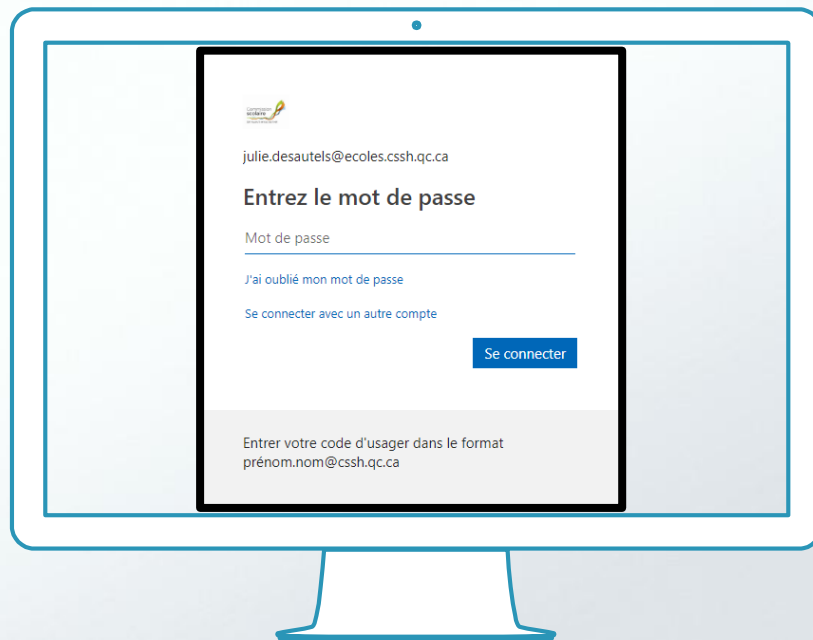 Commission
scolaire
julie.desautels@ecoles.cssh.qc.ca
Entrez le mot de passe
Mot de passe
J'ai oublié mon mot de passe
Se connecter avec un autre compte
Se connecter
Entrer votre code d'usager dans le format
prénom.nom@cssh.qc.ca